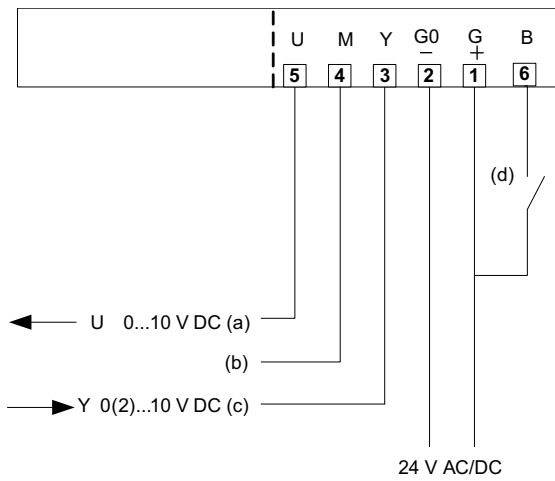 U M Y G0 G B
− +
5 4 3 2 1 6
(d)
U 0...10 V DC (a)
(b)
Y 0(2)...10 V DC (c)
24 V AC/DC